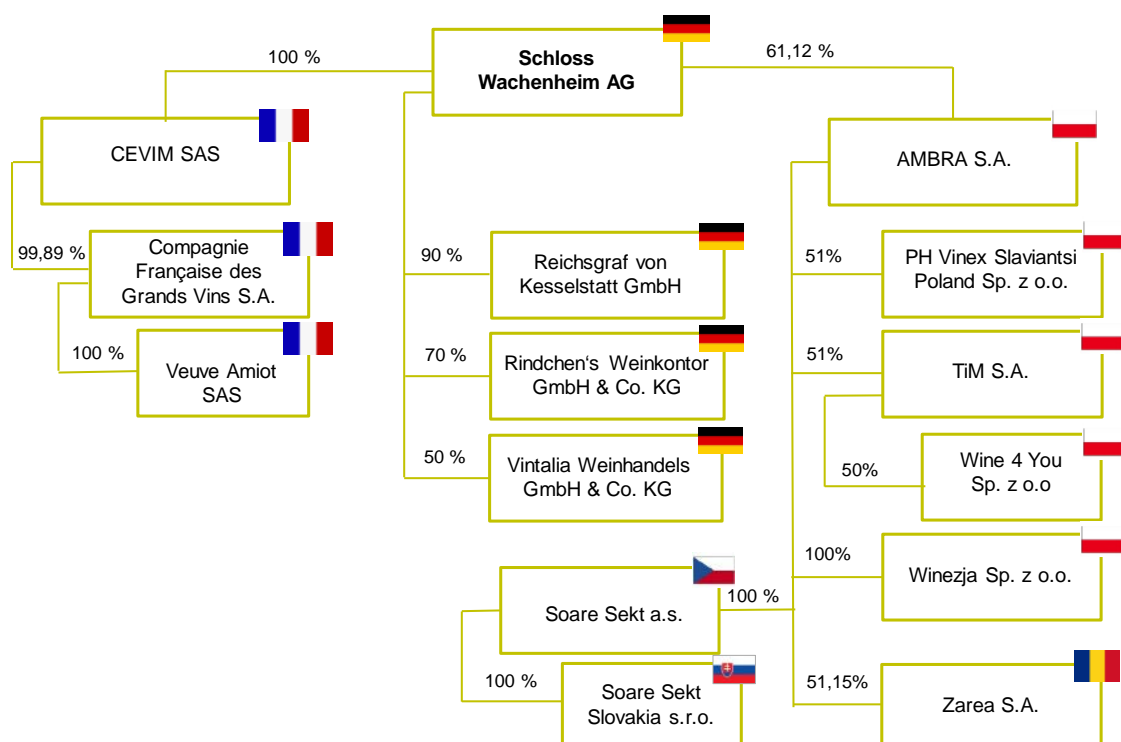 Schloss
Wachenheim AG
100 %
61,12 %
CEVIM SAS
AMBRA S.A.
99,89 %
Compagnie
Française des
Grands Vins S.A.
90 %
Reichsgraf von
Kesselstatt GmbH
51%
PH Vinex Slaviantsi
Poland Sp. z o.o.
100 %
Veuve Amiot
SAS
70 %
Rindchen‘s Weinkontor
GmbH & Co. KG
51%
TiM S.A.
50 %
Vintalia Weinhandels
GmbH & Co. KG
50%
Wine 4 You
Sp. z o.o
100%
Winezja Sp. z o.o.
Soare Sekt a.s.
100 %
100 %
Soare Sekt
Slovakia s.r.o.
51,15%
Zarea S.A.